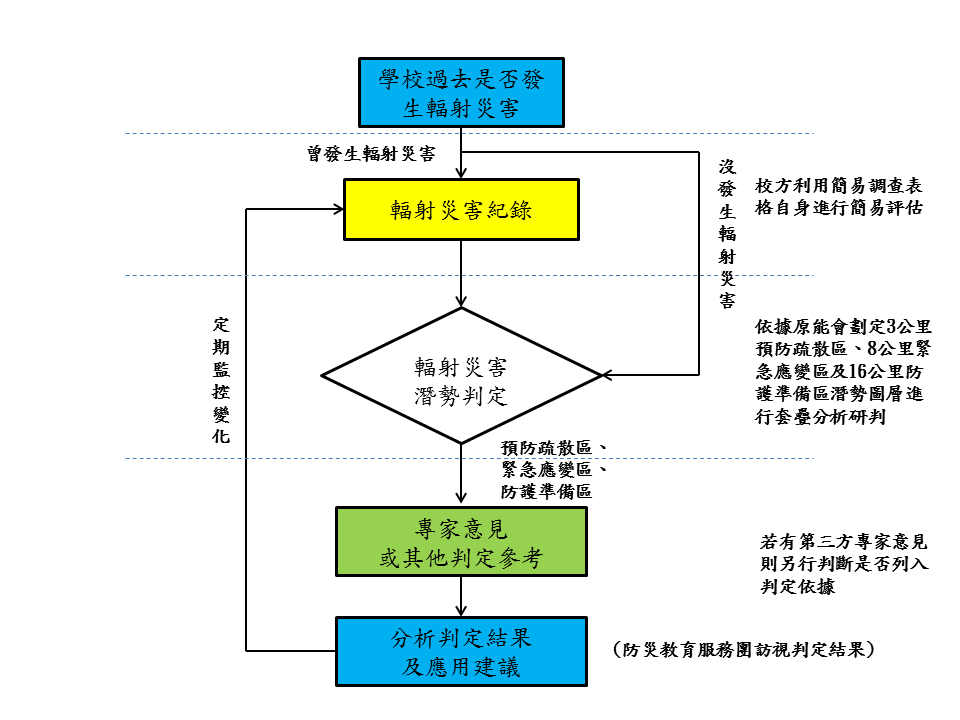 學校過去是否發
生輻射災害
曾發生輻射災害
沒發生輻射災害
校方利用簡易調查表
格自身進行簡易評估
輻射災害紀錄
定期監控變化
輻射災害
潛勢判定
依據原能會劃定3公里
預防疏散區、8公里緊
急應變區及16公里防
護準備區潛勢圖層進
行套疊分析研判
預防疏散區、
緊急應變區、
防護準備區
專家意見
或其他判定參考
若有第三方專家意見
則另行判斷是否列入
判定依據
分析判定結果
及應用建議
(防災教育服務團訪視判定結果)